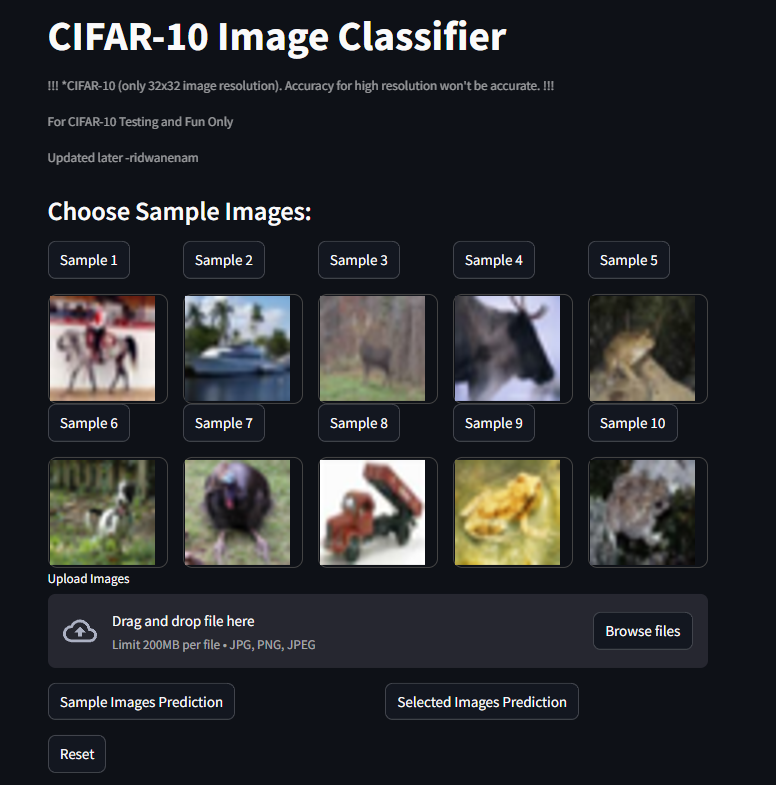 CIFAR-10 Image Classifier
!!! *CIFAR-10 (only 32x32 image resolution). Accuracy for high resolution won't be accurate. !!!
For CIFAR-10 Testing and Fun Only
Updated later -ridwanenam
Choose Sample Images:
Sample 1 Sample 2 Sample 3 Sample 4 Sample 5
Sample 6 Sample 7 Sample 8 Sample 9 Sample 10
Upload Images
Drag and drop file here
Limit 200MB per file • JPG, PNG, JPEG
Browse files
Sample Images Prediction Selected Images Prediction
Reset